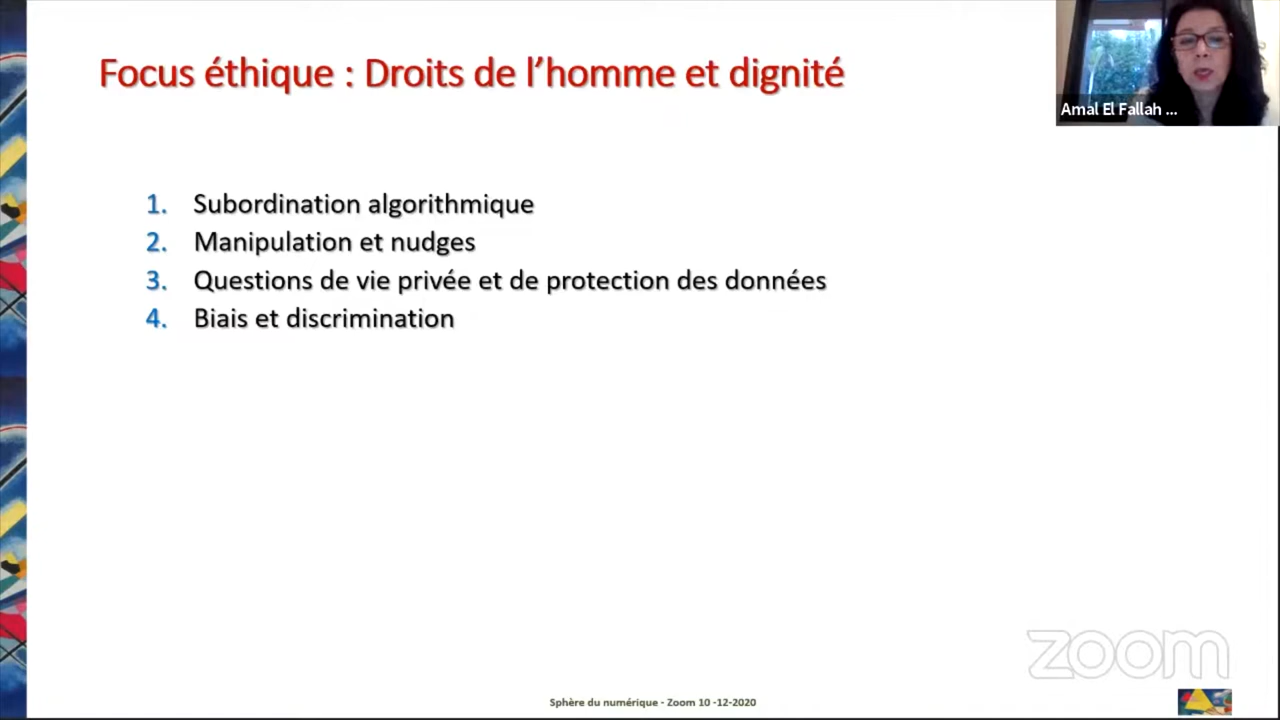 Focus éthique : Droits de l’homme et dignité
Amal El Fallah ...
1. Subordination algorithmique
2. Manipulation et nudges
3. Questions de vie privée et de protection des données
4. Biais et discrimination
zoom
Sphère du numérique - Zoom 10 -12-2020